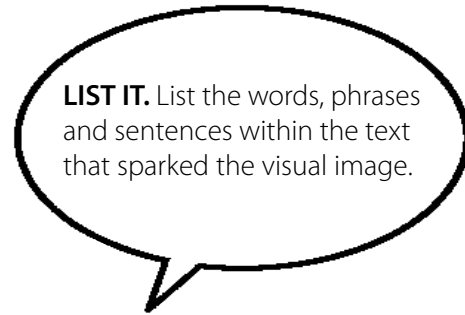 LIST IT. List the words, phrases
and sentences within the text
that sparked the visual image.